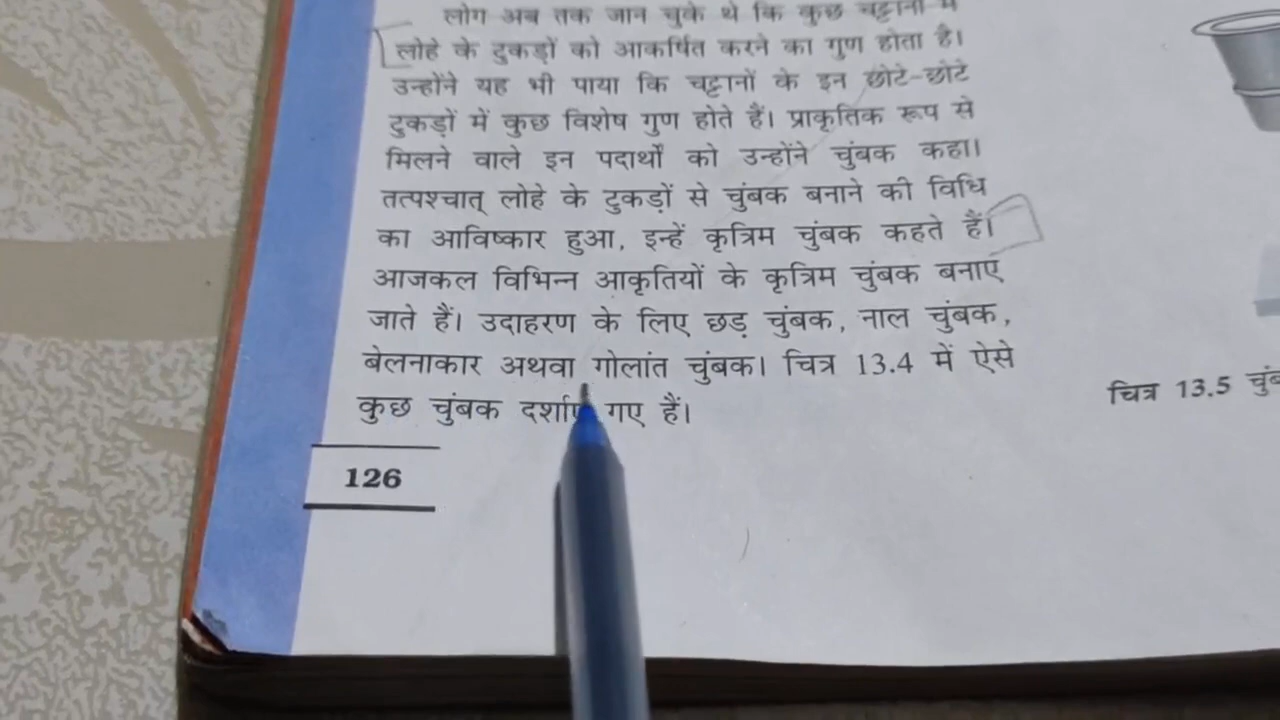 लोग अब तक जान चुके थे कि कुछ चट्टानों में
लोहे के टुकड़ों को आकर्षित करने का गुण होता है।
उन्होंने यह भी पाया कि चट्टानों के इन छोटे-छोटे
टुकड़ों में कुछ विशेष गुण होते हैं। प्राकृतिक रूप से
मिलने वाले इन पदार्थों को उन्होंने चुंबक कहा।
तत्पश्चात् लोहे के टुकड़ों से चुंबक बनाने की विधि
का आविष्कार हुआ, इन्हें कृत्रिम चुंबक कहते हैं।
आजकल विभिन्न आकृतियों के कृत्रिम चुंबक बनाए
जाते हैं। उदाहरण के लिए छड़ चुंबक, नाल चुंबक,
बेलनाकार अथवा गोलांत चुंबक। चित्र 13.4 में ऐसे
कुछ चुंबक दर्शाए गए हैं।
126
चित्र 13.5